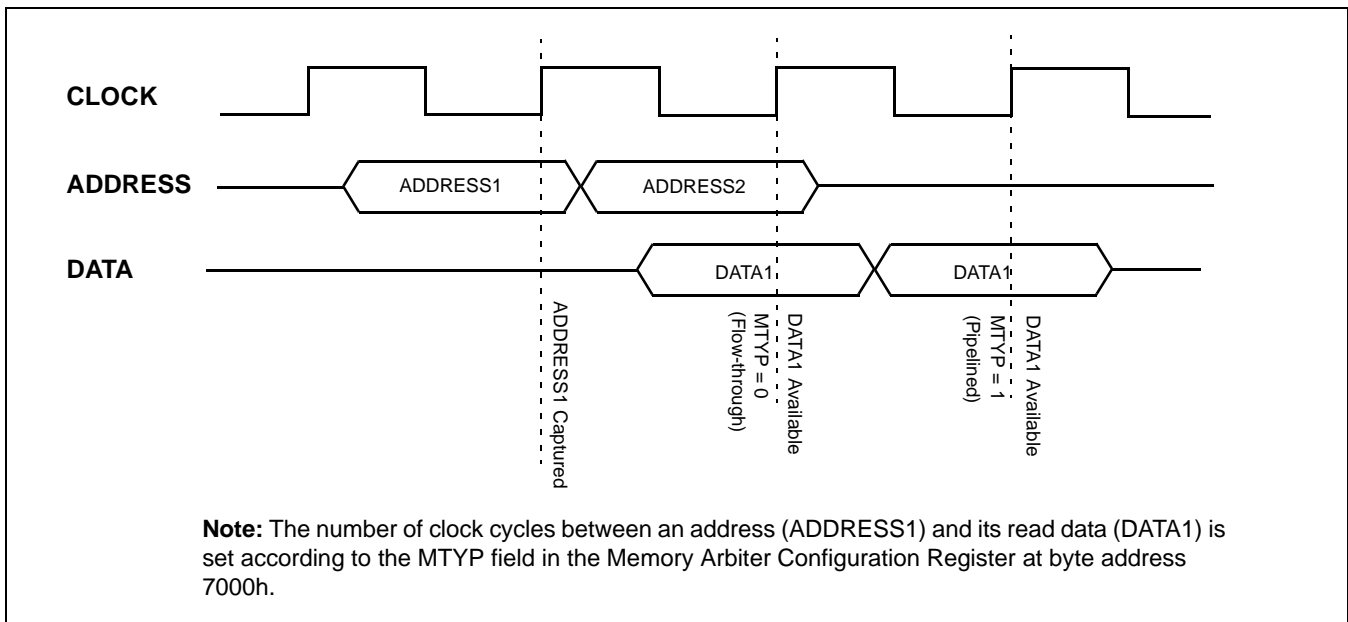 CLOCK
ADDRESS
ADDRESS1
ADDRESS2
DATA
DATA1
DATA1
ADDRESS1 Captured
DATA1 Available
MTYP = 0
(Flow-through)
DATA1 Available
MTYP = 1
(Pipelined)
Note: The number of clock cycles between an address (ADDRESS1) and its read data (DATA1) is
set according to the MTYP field in the Memory Arbiter Configuration Register at byte address
7000h.